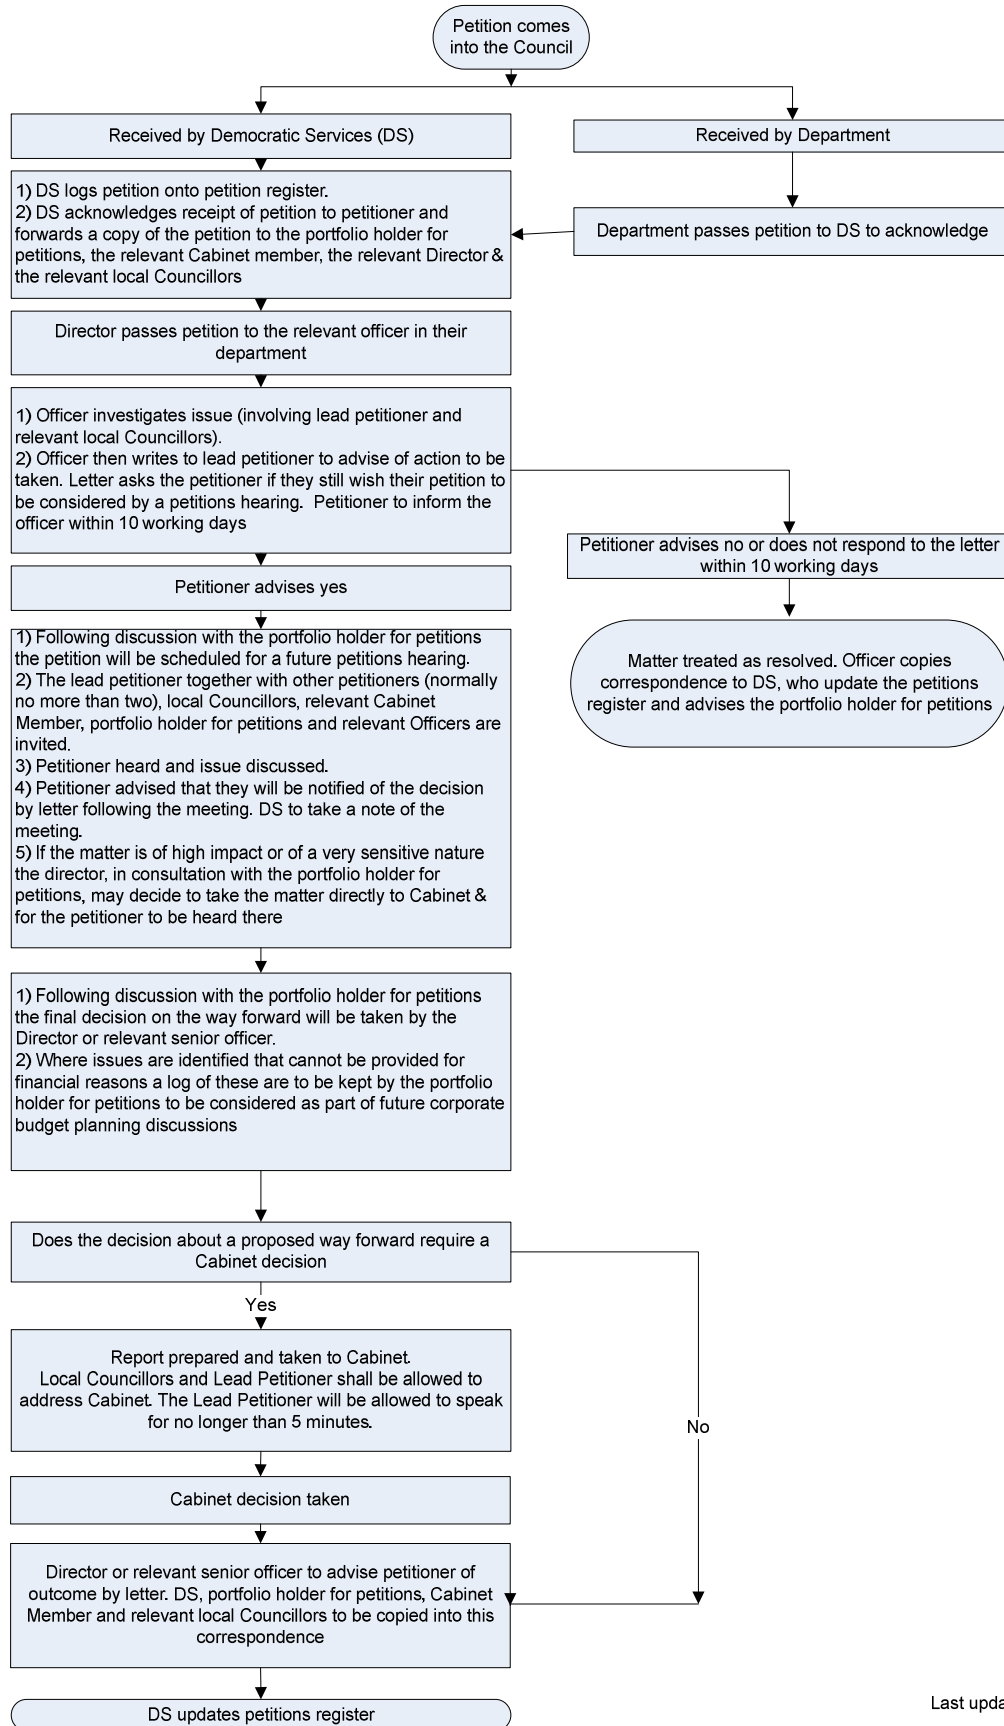 Petition comes
into the Council
Received by Democratic Services (DS)
Received by Department
1) DS logs petition onto petition register.
2) DS acknowledges receipt of petition to petitioner and
forwards a copy of the petition to the portfolio holder for
petitions, the relevant Cabinet member, the relevant Director &
the relevant local Councillors
Department passes petition to DS to acknowledge
Director passes petition to the relevant officer in their
department
1) Officer investigates issue (involving lead petitioner and
relevant local Councillors).
2) Officer then writes to lead petitioner to advise of action to be
taken. Letter asks the petitioner if they still wish their petition to
be considered by a petitions hearing. Petitioner to inform the
officer within 10 working days
Petitioner advises no or does not respond to the letter
within 10 working days
Petitioner advises yes
Matter treated as resolved. Officer copies
correspondence to DS, who update the petitions
register and advises the portfolio holder for petitions
1) Following discussion with the portfolio holder for petitions
the petition will be scheduled for a future petitions hearing.
2) The lead petitioner together with other petitioners (normally
no more than two), local Councillors, relevant Cabinet
Member, portfolio holder for petitions and relevant Officers are
invited.
3) Petitioner heard and issue discussed.
4) Petitioner advised that they will be notified of the decision
by letter following the meeting. DS to take a note of the
meeting.
5) If the matter is of high impact or of a very sensitive nature
the director, in consultation with the portfolio holder for
petitions, may decide to take the matter directly to Cabinet &
for the petitioner to be heard there
1) Following discussion with the portfolio holder for petitions
the final decision on the way forward will be taken by the
Director or relevant senior officer.
2) Where issues are identified that cannot be provided for
financial reasons a log of these are to be kept by the portfolio
holder for petitions to be considered as part of future corporate
budget planning discussions
Does the decision about a proposed way forward require a
Cabinet decision
Yes
Report prepared and taken to Cabinet.
Local Councillors and Lead Petitioner shall be allowed to
address Cabinet. The Lead Petitioner will be allowed to speak
for no longer than 5 minutes.
No
Cabinet decision taken
Director or relevant senior officer to advise petitioner of
outcome by letter. DS, portfolio holder for petitions, Cabinet
Member and relevant local Councillors to be copied into this
correspondence
DS updates petitions register
Last